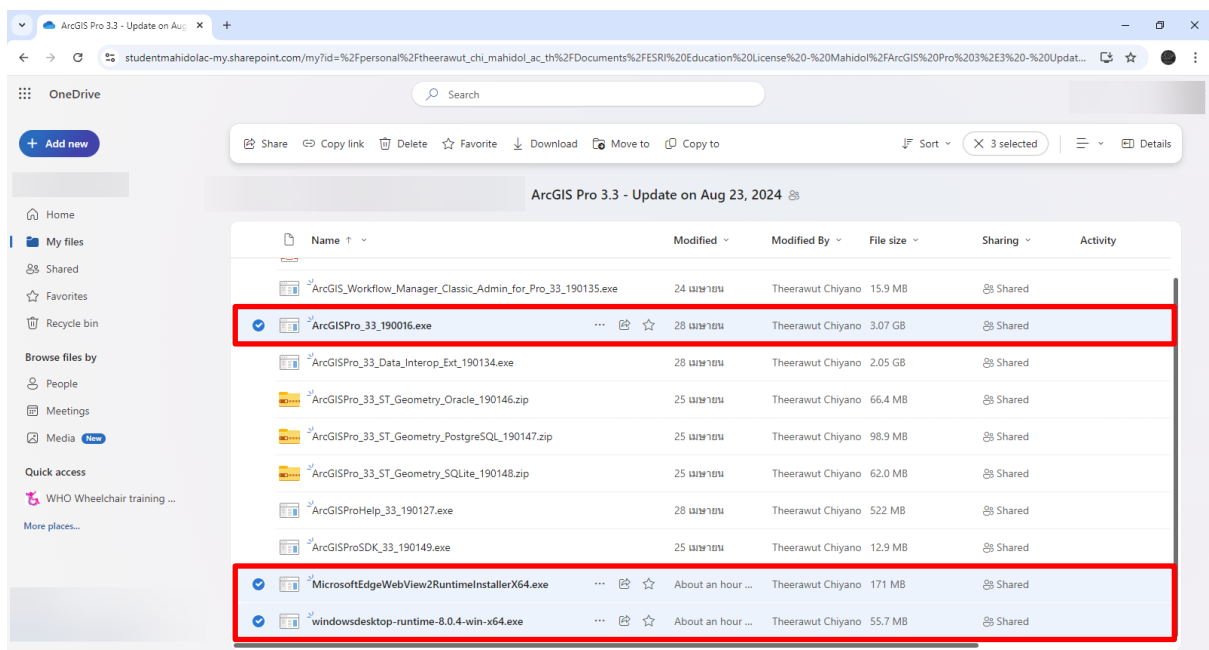 ArcGIS Pro 3.3 - Update on Aug
studentmahidolac-my.sharepoint.com/my?id=%2Fpersonal%2Ftheerawut_chi_mahidol_ac_th%2FDocuments%2FESRI%20Education%20License%20-%20Mahidol%2FArcGIS%20Pro%203%2E3%20-%20Updat...
OneDrive
Search
+ Add new
Share Copy link Delete Favorite Download Move to Copy to Sort 3 selected Details
ArcGIS Pro 3.3 - Update on Aug 23, 2024
Home
My files
Shared
Favorites
Recycle bin
Browse files by
People
Meetings
Media New
Quick access
WHO Wheelchair training ...
More places...
Name Modified Modified By File size Sharing Activity
ArcGIS_Workflow_Manager_Classic_Admin_for_Pro_33_190135.exe 24 เมษายน Theerawut Chiyano 15.9 MB Shared
ArcGISPro_33_190016.exe 28 เมษายน Theerawut Chiyano 3.07 GB Shared
ArcGISPro_33_Data_Interop_Ext_190134.exe 28 เมษายน Theerawut Chiyano 2.05 GB Shared
ArcGISPro_33_ST_Geometry_Oracle_190146.zip 25 เมษายน Theerawut Chiyano 66.4 MB Shared
ArcGISPro_33_ST_Geometry_PostgreSQL_190147.zip 25 เมษายน Theerawut Chiyano 98.9 MB Shared
ArcGISPro_33_ST_Geometry_SQLite_190148.zip 25 เมษายน Theerawut Chiyano 62.0 MB Shared
ArcGISProHelp_33_190127.exe 28 เมษายน Theerawut Chiyano 522 MB Shared
ArcGISProSDK_33_190149.exe 25 เมษายน Theerawut Chiyano 12.9 MB Shared
MicrosoftEdgeWebView2RuntimeInstallerX64.exe ... About an hour ... Theerawut Chiyano 171 MB Shared
windowsdesktop-runtime-8.0.4-win-x64.exe ... About an hour ... Theerawut Chiyano 55.7 MB Shared